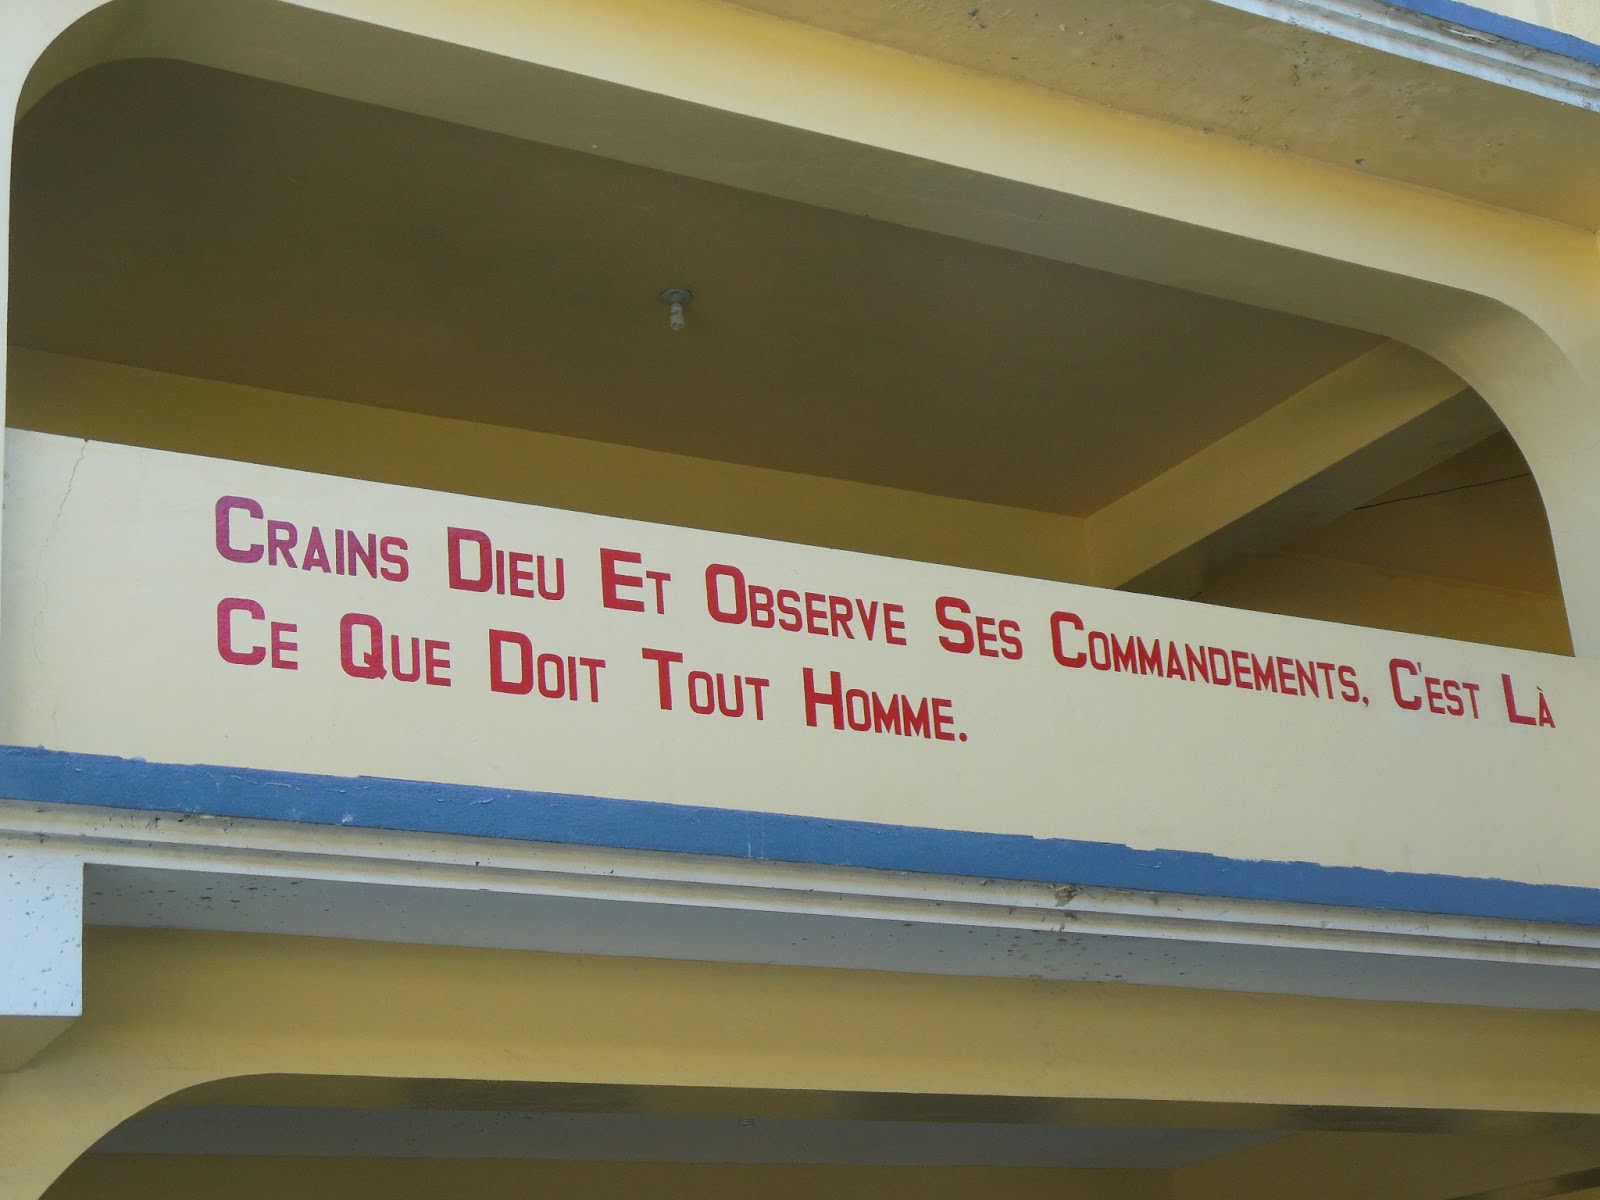 Crains Dieu Et Observe Ses Commandements, C'est Là
Ce Que Doit Tout Homme.